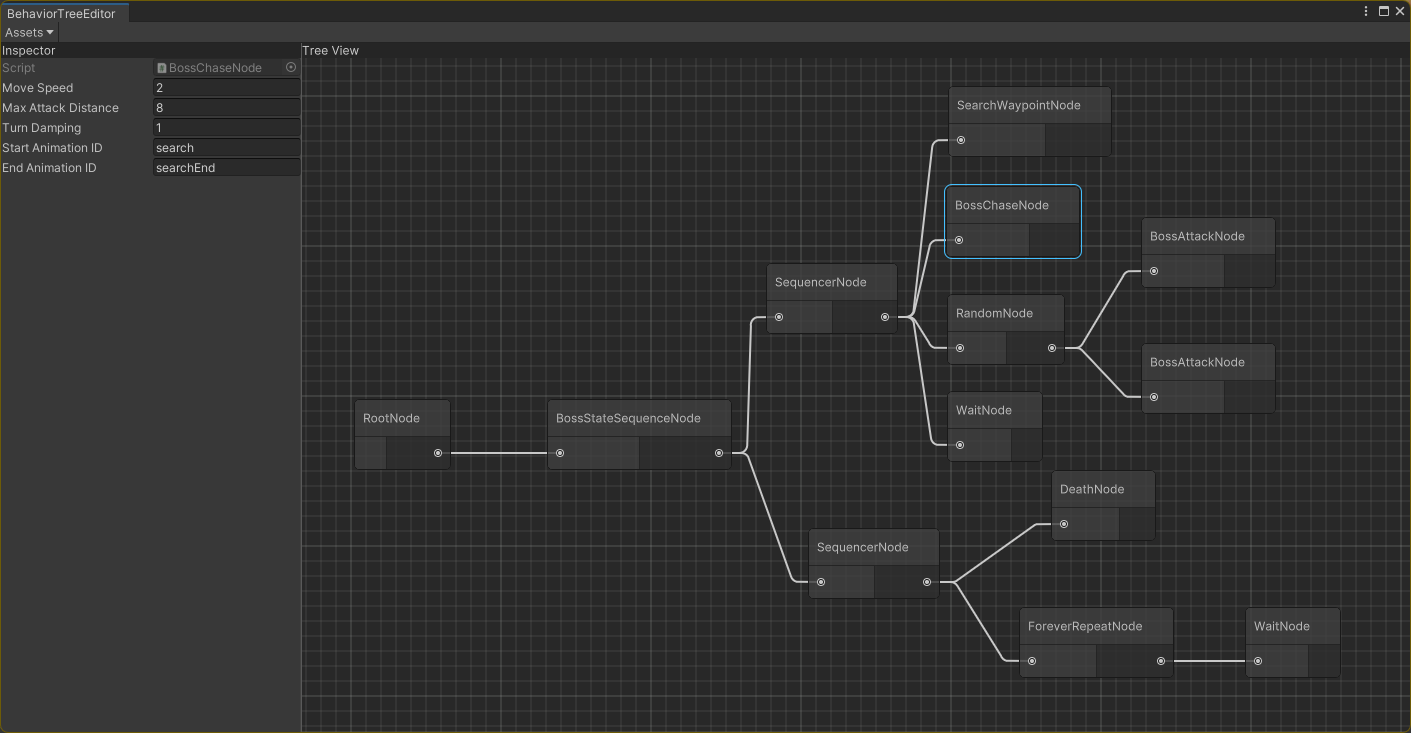 BehaviorTreeEditor
Assets
Inspector
Script BossChaseNode
Move Speed 2
Max Attack Distance 8
Turn Damping 1
Start Animation ID search
End Animation ID searchEnd
Tree View
SearchWaypointNode
BossChaseNode
BossAttackNode
SequencerNode
RandomNode
BossAttackNode
WaitNode
RootNode
BossStateSequenceNode
DeathNode
SequencerNode
ForeverRepeatNode
WaitNode